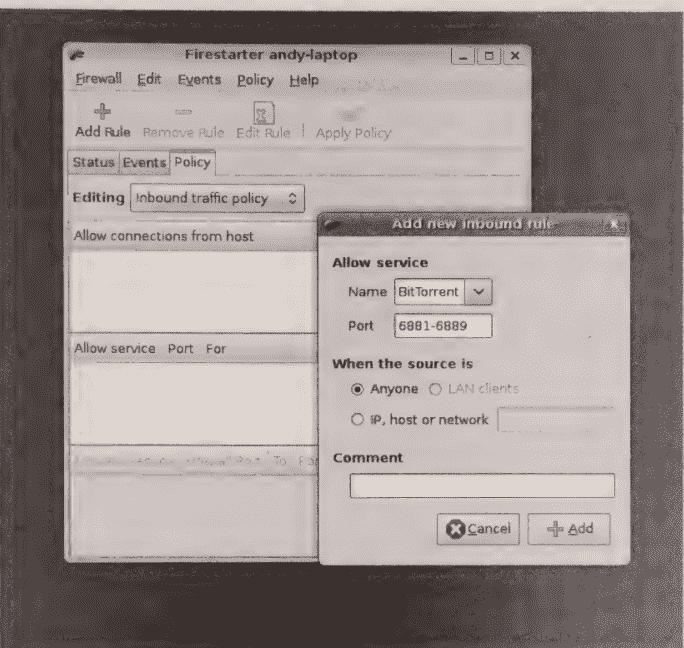 Firestarter andy-laptop
Firewall Edit Events Policy Help
Add Rule Remove Rule Edit Rule Apply Policy
Status Events Policy
Editing Inbound traffic policy
Allow connections from host
Allow service Port For
Add new inbound rule
Allow service
Name BitTorrent
Port 6881-6889
When the source is
Anyone LAN clients
IP, host or network
Comment
Cancel Add